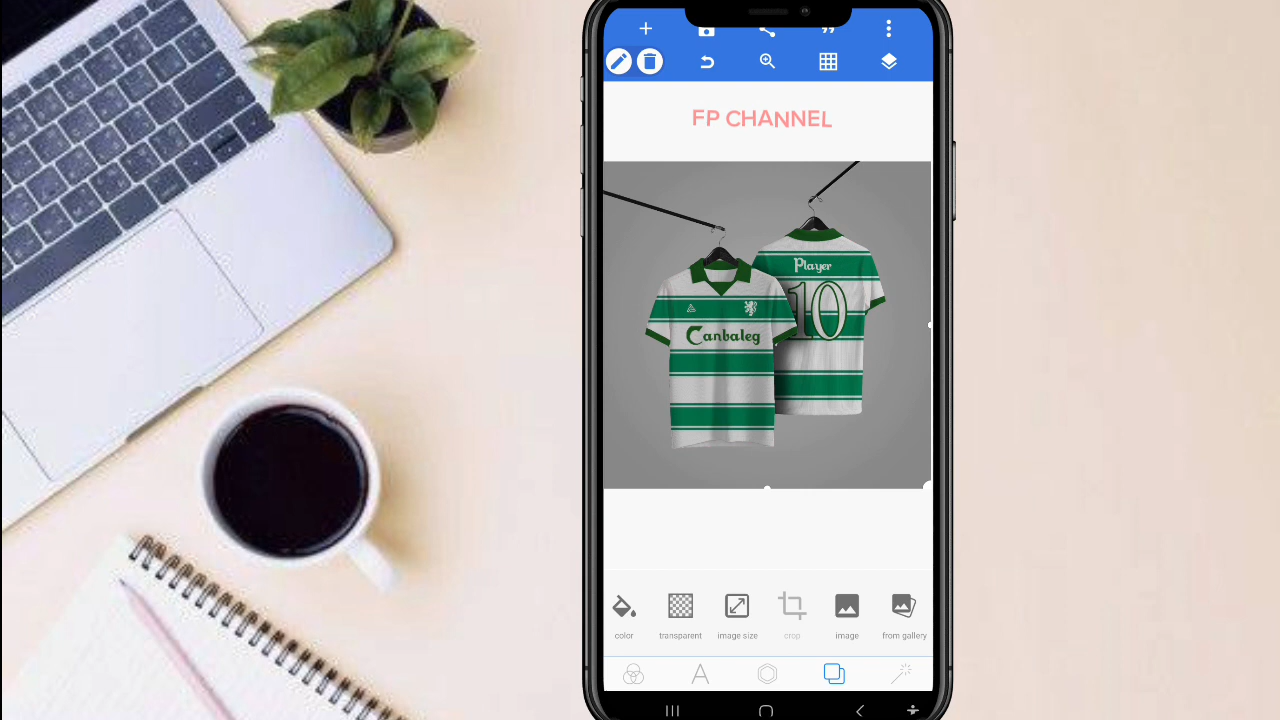 FP CHANNEL
Player
10
Canbaleg
color
transparent
image size
crop
image
from gallery